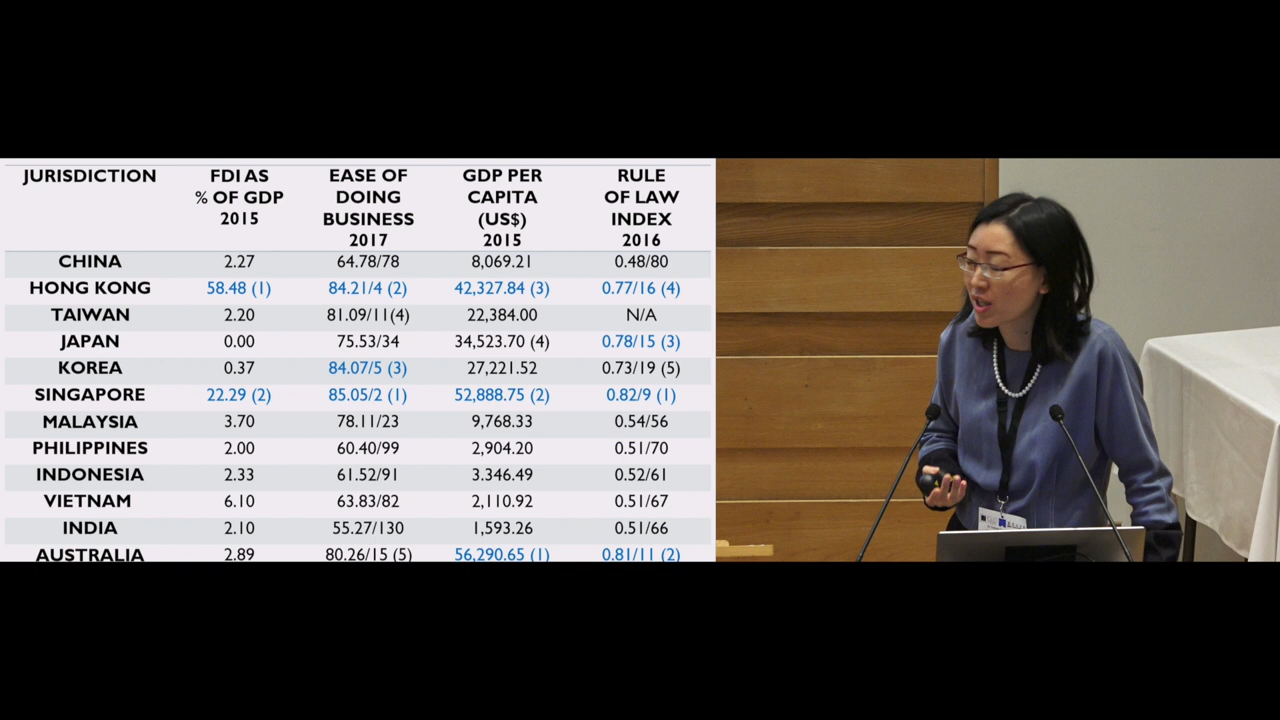 JURISDICTION FDI AS % OF GDP 2015 EASE OF DOING BUSINESS 2017 GDP PER CAPITA (US$) 2015 RULE OF LAW INDEX 2016
CHINA 2.27 64.78/78 8,069.21 0.48/80
HONG KONG 58.48 (1) 84.21/4 (2) 42,327.84 (3) 0.77/16 (4)
TAIWAN 2.20 81.09/11(4) 22,384.00 N/A
JAPAN 0.00 75.53/34 34,523.70 (4) 0.78/15 (3)
KOREA 0.37 84.07/5 (3) 27,221.52 0.73/19 (5)
SINGAPORE 22.29 (2) 85.05/2 (1) 52,888.75 (2) 0.82/9 (1)
MALAYSIA 3.70 78.11/23 9,768.33 0.54/56
PHILIPPINES 2.00 60.40/99 2,904.20 0.51/70
INDONESIA 2.33 61.52/91 3.346.49 0.52/61
VIETNAM 6.10 63.83/82 2,110.92 0.51/67
INDIA 2.10 55.27/130 1,593.26 0.51/66
AUSTRALIA 2.89 80.26/15 (5) 56,290.65 (1) 0.81/11 (2)